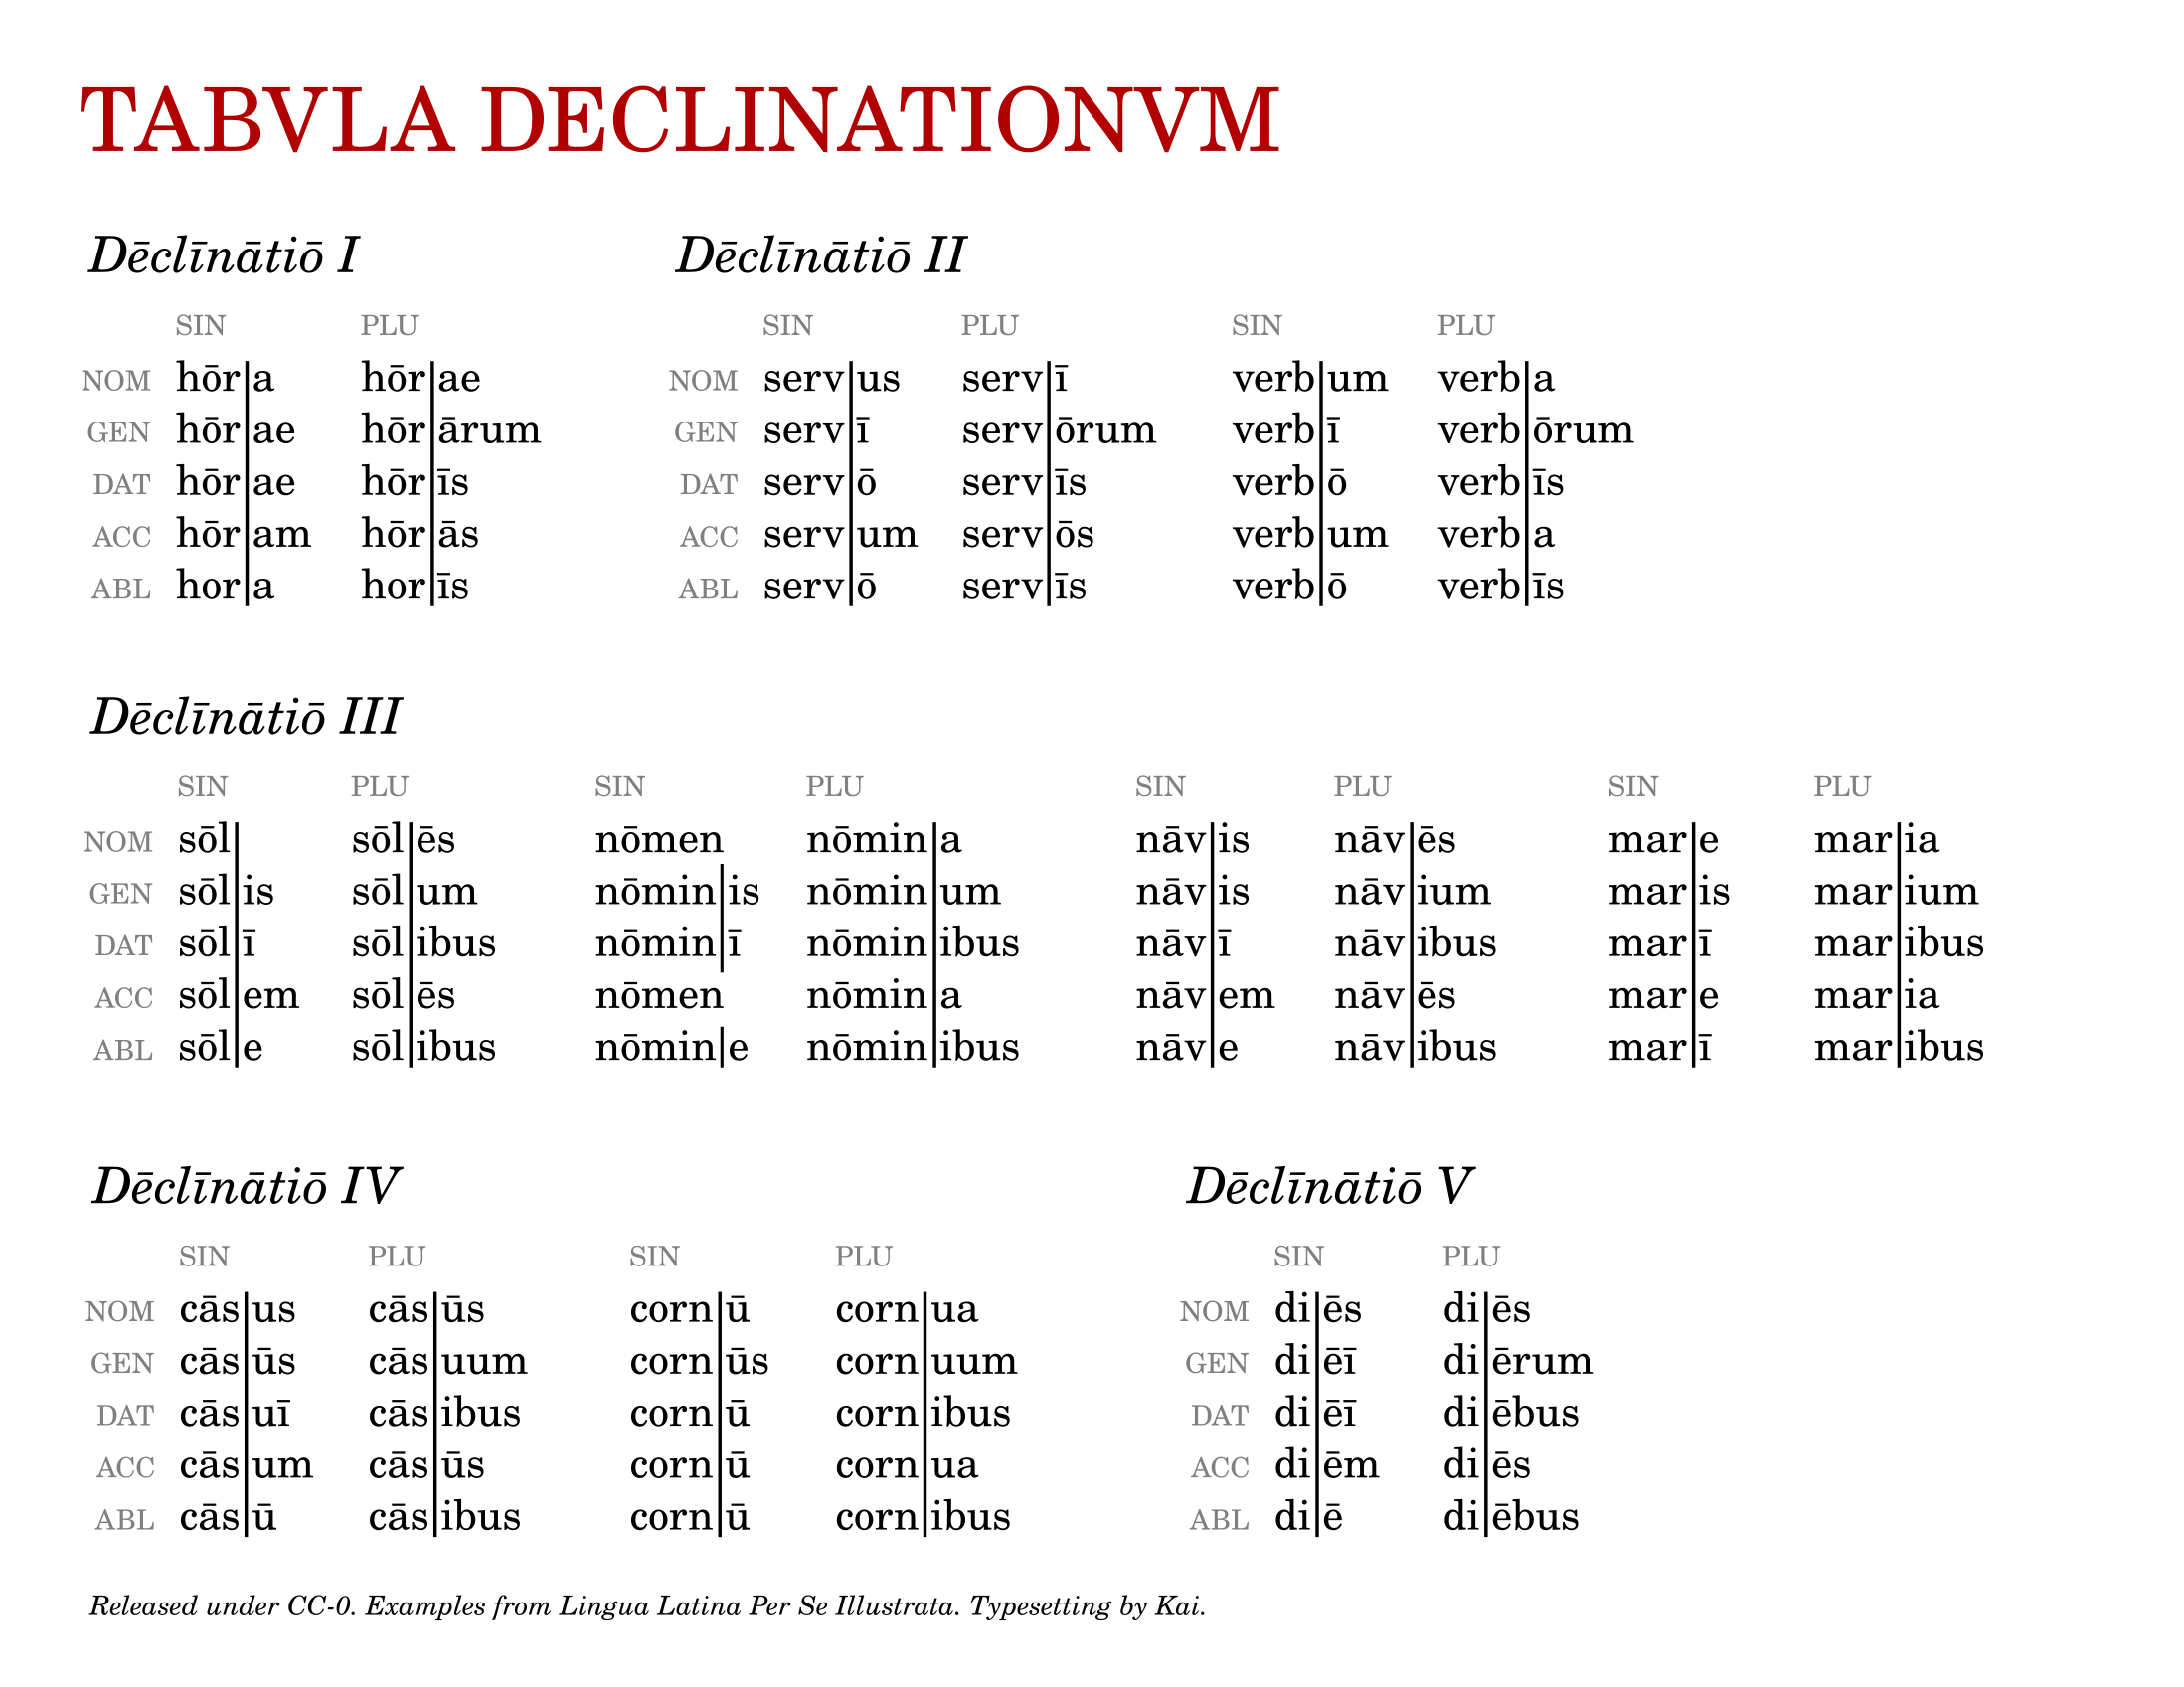 TABVLA DECLINATIONVM
Dēclīnātiō I
SIN PLU
NOM hōr|a hōr|ae
GEN hōr|ae hōr|ārum
DAT hōr|ae hōr|īs
ACC hōr|am hōr|ās
ABL hor|a hor|īs
Dēclīnātiō II
SIN PLU SIN PLU
NOM serv|us serv|ī verb|um verb|a
GEN serv|ī serv|ōrum verb|ī verb|ōrum
DAT serv|ō serv|īs verb|ō verb|īs
ACC serv|um serv|ōs verb|um verb|a
ABL serv|ō serv|īs verb|ō verb|īs
Dēclīnātiō III
SIN PLU SIN PLU SIN PLU SIN PLU
NOM sōl| sōl|ēs nōmen nōmin|a nāv|is nāv|ēs mar|e mar|ia
GEN sōl|is sōl|um nōmin|is nōmin|um nāv|is nāv|ium mar|is mar|ium
DAT sōl|ī sōl|ibus nōmin|ī nōmin|ibus nāv|ī nāv|ibus mar|ī mar|ibus
ACC sōl|em sōl|ēs nōmen nōmin|a nāv|em nāv|ēs mar|e mar|ia
ABL sōl|e sōl|ibus nōmin|e nōmin|ibus nāv|e nāv|ibus mar|ī mar|ibus
Dēclīnātiō IV
SIN PLU SIN PLU
NOM cās|us cās|ūs corn|ū corn|ua
GEN cās|ūs cās|uum corn|ūs corn|uum
DAT cās|uī cās|ibus corn|ū corn|ibus
ACC cās|um cās|ūs corn|ū corn|ua
ABL cās|ū cās|ibus corn|ū corn|ibus
Dēclīnātiō V
SIN PLU
NOM di|ēs di|ēs
GEN di|ēī di|ērum
DAT di|ēī di|ēbus
ACC di|ēm di|ēs
ABL di|ē di|ēbus
Released under CC-0. Examples from Lingua Latina Per Se Illustrata. Typesetting by Kai.